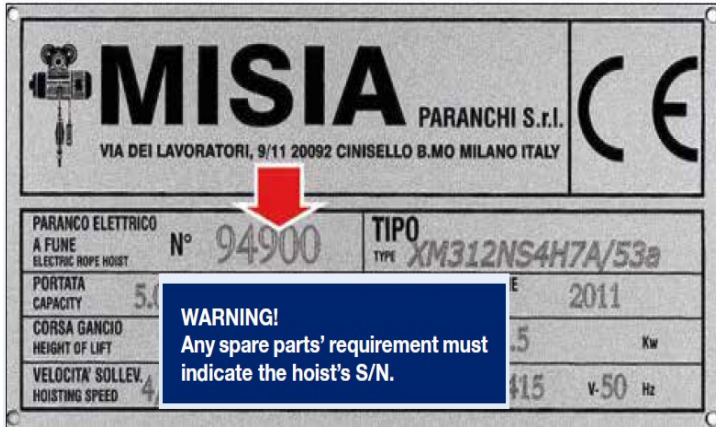 MISIA PARANCHI S.r.l.
VIA DEI LAVORATORI, 9/11 20092 CINISELLO B.MO MILANO ITALY
CE
PARANCO ELETTRICO
A FUNE
ELECTRIC ROPE HOIST
N° 94900
TIPO
TYPE XM312NS4H7A/53a
PORTATA
CAPACITY
2011
CORSA GANCIO
HEIGHT OF LIFT
Kw
VELOCITA' SOLLEV.
HOISTING SPEED
415 V-50 Hz
WARNING!
Any spare parts' requirement must
indicate the hoist's S/N.